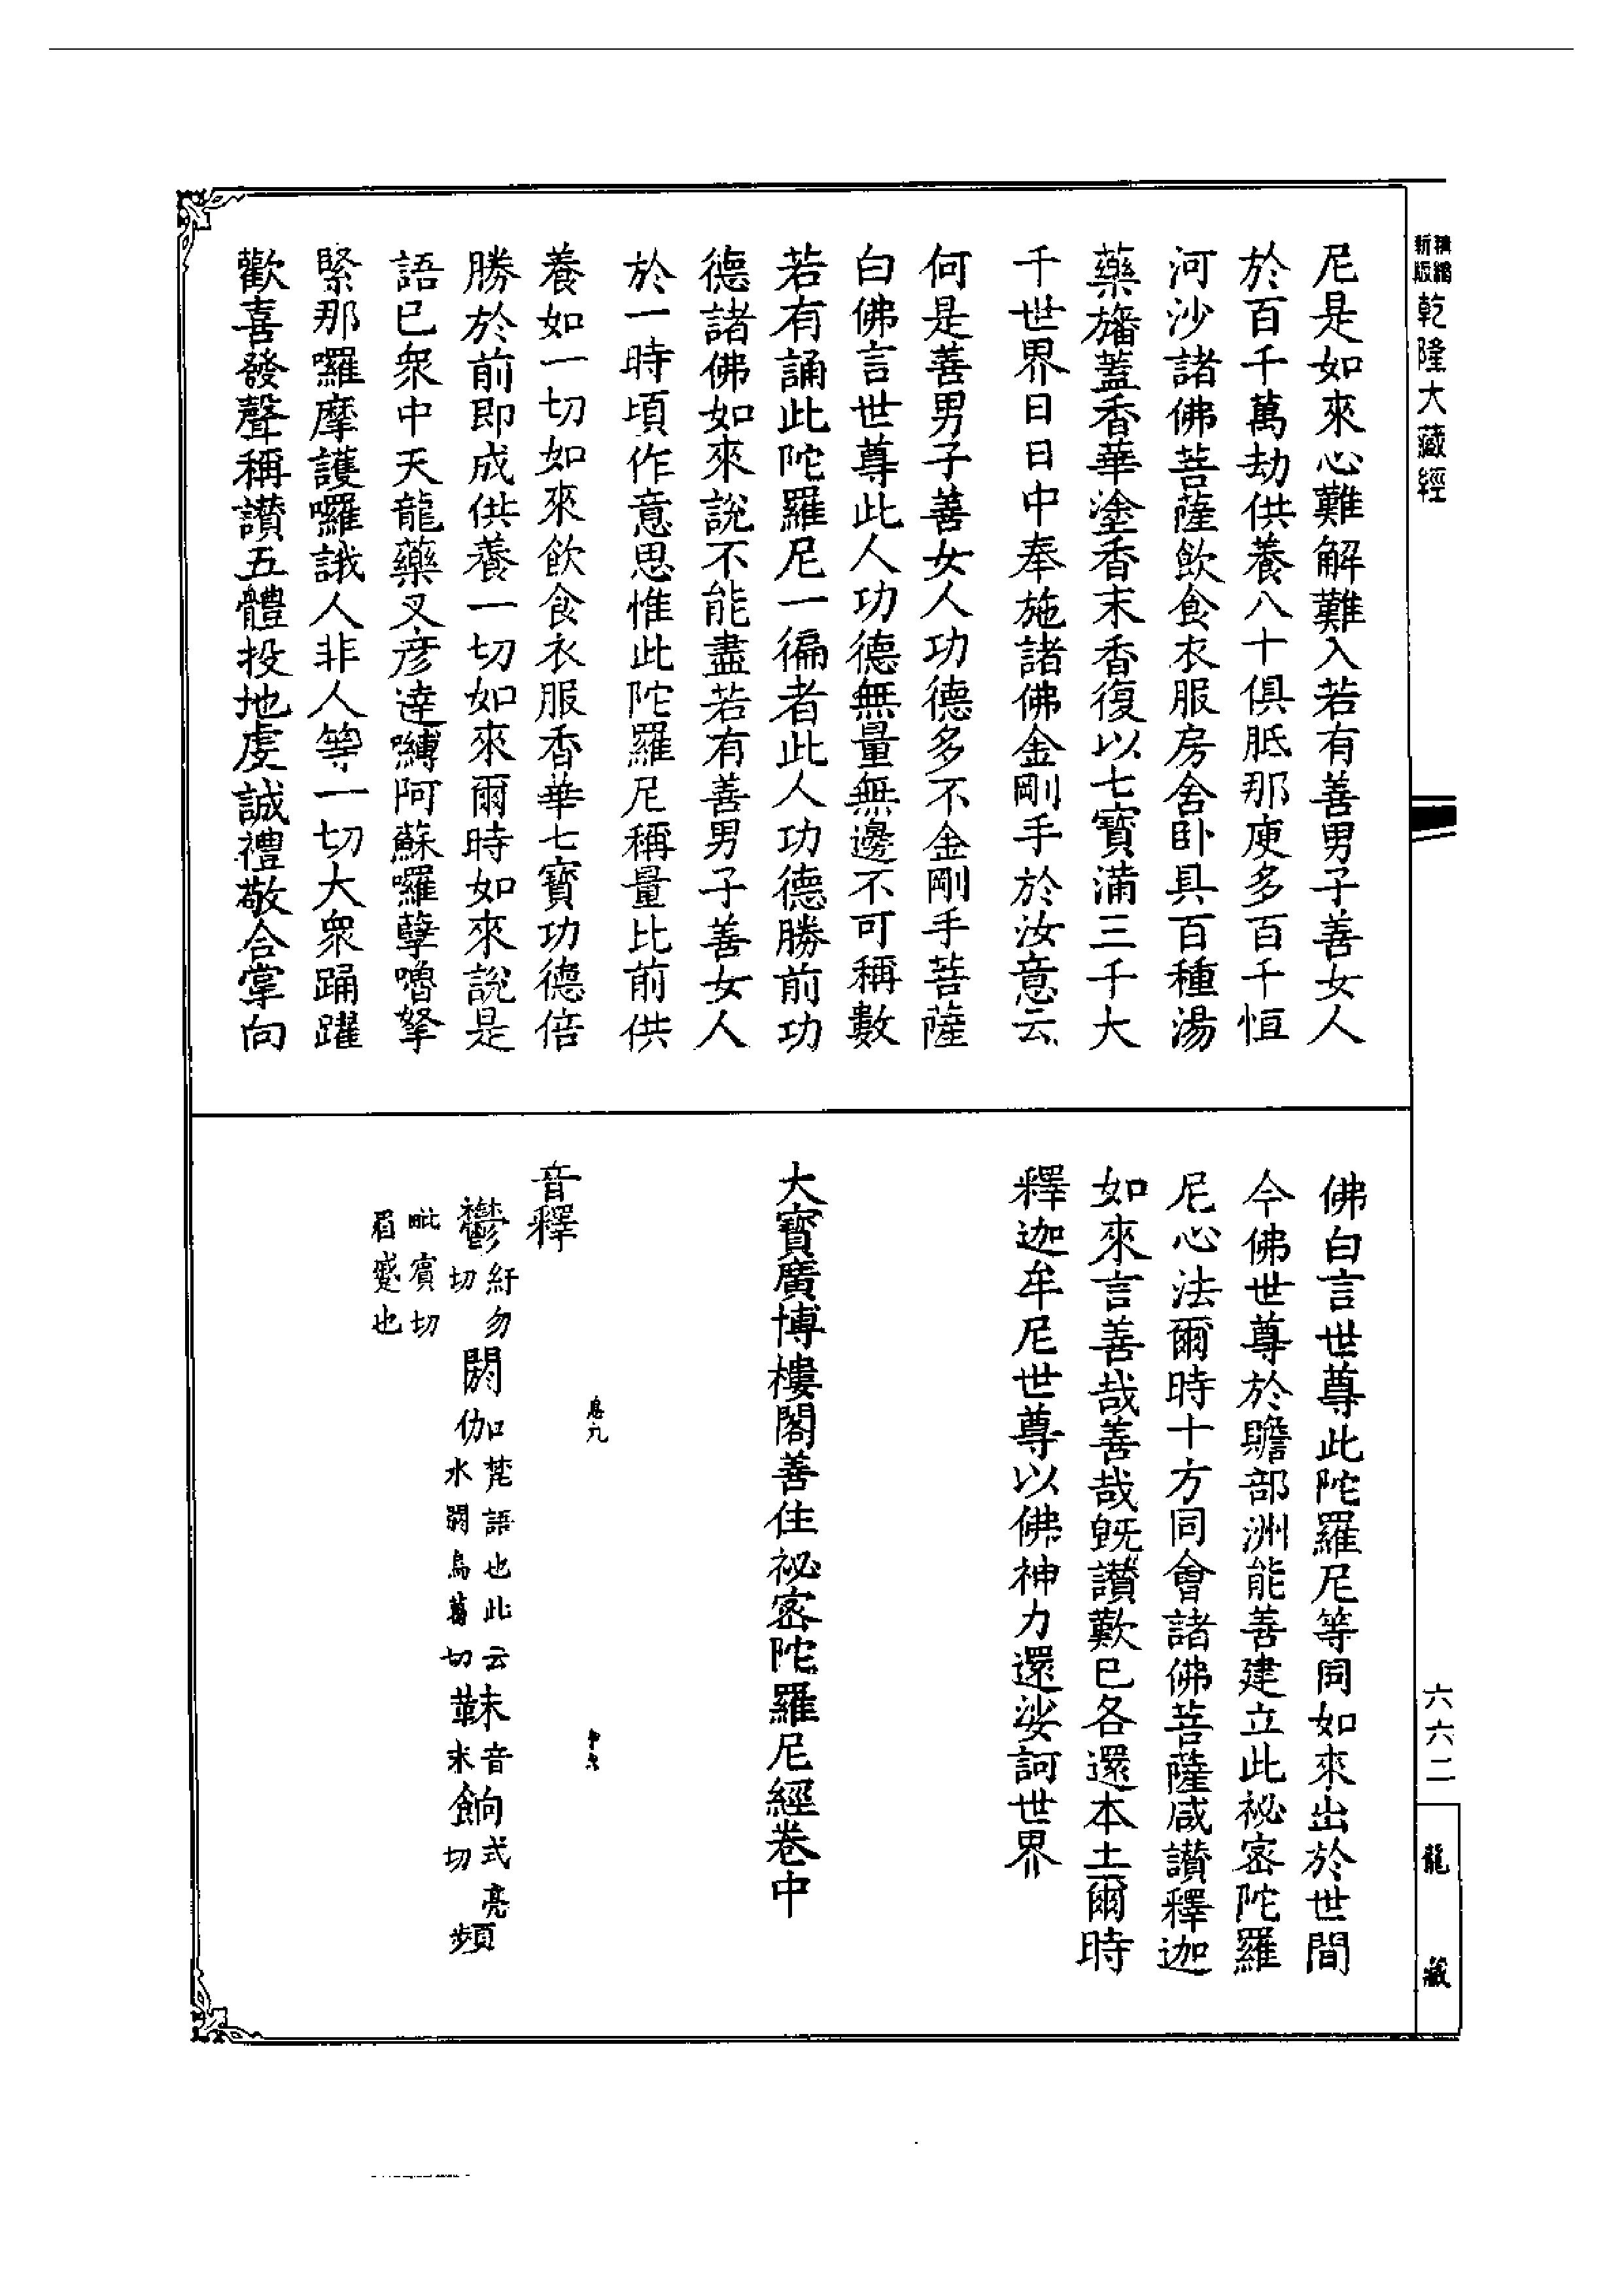 精縮新版乾隆大藏經
六六二
龍藏
尼是如來心難解難入若有善男子善女人
於百千萬劫供養八十俱胝那庾多百千恒
河沙諸佛菩薩飲食衣服房舍卧具百種湯
藥旛蓋香華塗香末香復以七寶滿三千大
千世界日日中奉施諸佛金剛手於汝意云
何是善男子善女人功德多不金剛手菩薩
白佛言世尊此人功德無量無邊不可稱數
若有誦此陀羅尼一徧者此人功德勝前功
德諸佛如來說不能盡若有善男子善女人
於一時頃作意思惟此陀羅尼稱量比前供
養如一切如來飲食衣服香華七寶功德倍
勝於前即成供養一切如來爾時如來說是
語已衆中天龍藥叉彥達嚩阿蘇囉孽嚕拏
緊那囉摩護囉誐人非人等一切大衆踊躍
歡喜發聲稱讚五體投地虔誠禮敬合掌向
佛白言世尊此陀羅尼等同如來出於世間
今佛世尊於贍部洲能善建立此祕密陀羅
尼心法爾時十方同會諸佛菩薩咸讚釋迦
如來言善哉善哉旣讚歎已各還本土爾時
釋迦牟尼世尊以佛神力還娑訶世界
大寶廣博樓閣善住祕密陀羅尼經卷中
音釋
鬱紆勿切閼伽梵語也此云水閼烏葛切靺音末餉式亮切顰
毗賓切
眉蹙也